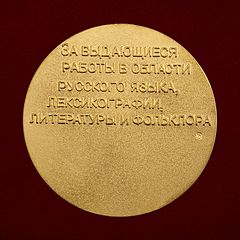 ЗА ВЫДАЮЩИЕСЯ
РАБОТЫ В ОБЛАСТИ
РУССКОГО ЯЗЫКА,
ЛЕКСИКОГРАФИИ,
ЛИТЕРАТУРЫ И ФОЛЬКЛОРА